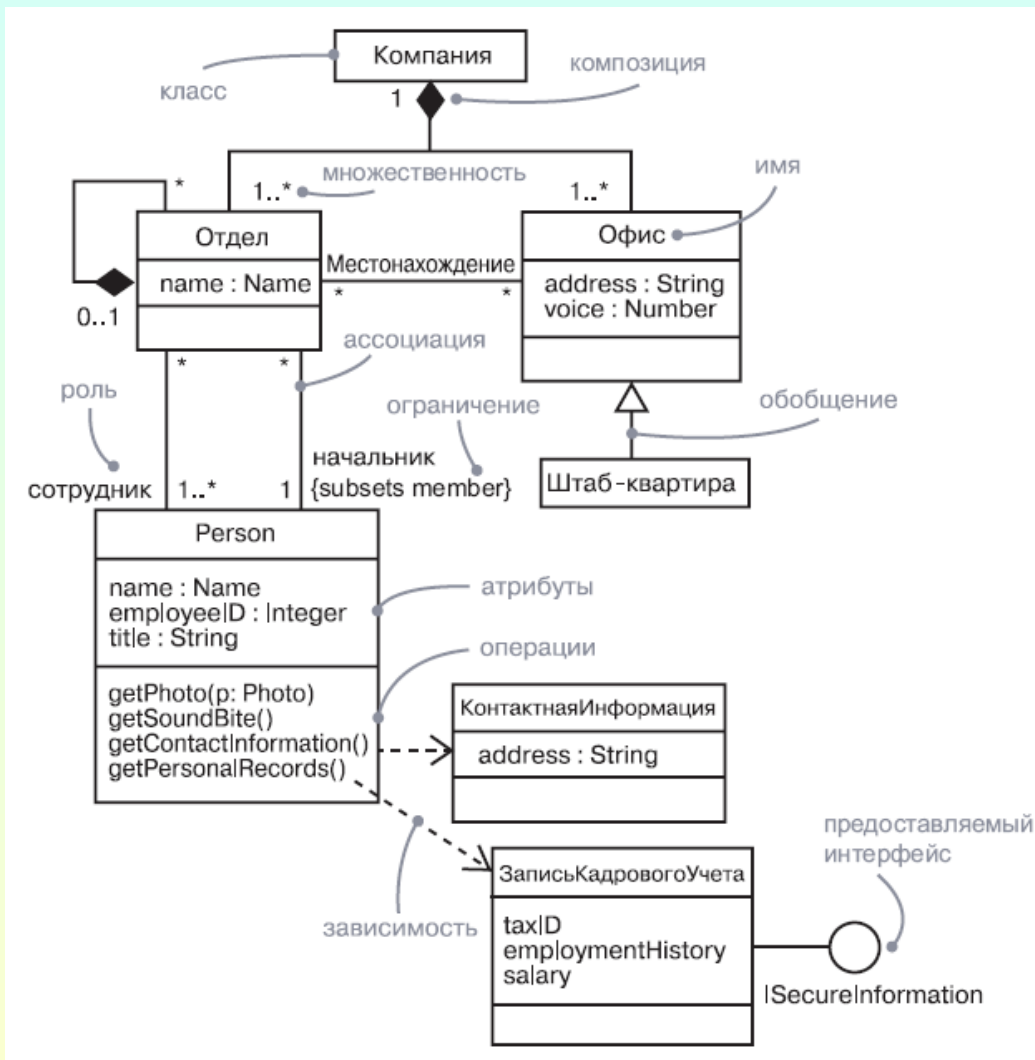 Компания
композиция
класс
1
множественность
имя
*
1..*
1..*
Отдел
Офис
name : Name
Местонахождение
address : String
voice : Number
*
*
0..1
*
*
ассоциация
роль
ограничение
обобщение
начальник
сотрудник
1..*
1
{subsets member}
Штаб-квартира
Person
name : Name
employeeID : Integer
title : String
атрибуты
операции
getPhoto(p: Photo)
getSoundBite()
getContactInformation()
getPersonalRecords()
КонтактнаяИнформация
address : String
предоставляемый
интерфейс
ЗаписьКадровогоУчета
зависимость
taxID
employmentHistory
salary
ISecureInformation